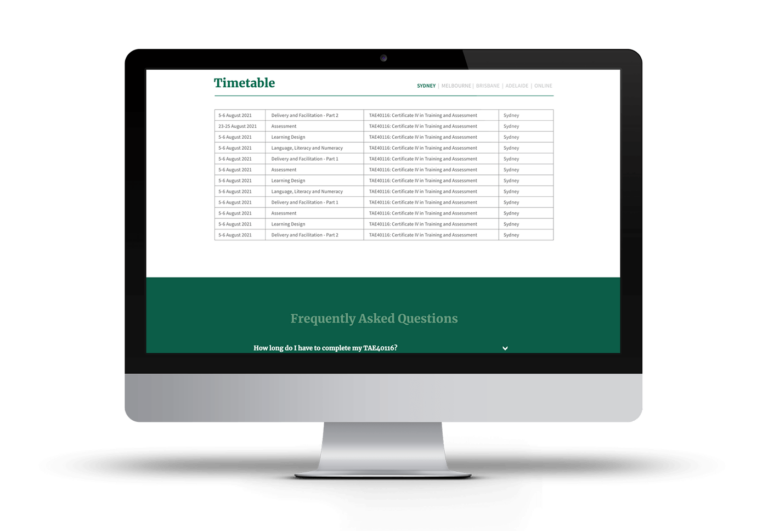 Timetable
SYDNEY | MELBOURNE | BRISBANE | ADELAIDE | ONLINE
5-6 August 2021 Delivery and Facilitation - Part 2 TAE40116: Certificate IV in Training and Assessment Sydney
23-25 August 2021 Assessment TAE40116: Certificate IV in Training and Assessment Sydney
5-6 August 2021 Learning Design TAE40116: Certificate IV in Training and Assessment Sydney
5-6 August 2021 Language, Literacy and Numeracy TAE40116: Certificate IV in Training and Assessment Sydney
5-6 August 2021 Delivery and Facilitation - Part 1 TAE40116: Certificate IV in Training and Assessment Sydney
5-6 August 2021 Assessment TAE40116: Certificate IV in Training and Assessment Sydney
5-6 August 2021 Learning Design TAE40116: Certificate IV in Training and Assessment Sydney
5-6 August 2021 Language, Literacy and Numeracy TAE40116: Certificate IV in Training and Assessment Sydney
5-6 August 2021 Delivery and Facilitation - Part 1 TAE40116: Certificate IV in Training and Assessment Sydney
5-6 August 2021 Assessment TAE40116: Certificate IV in Training and Assessment Sydney
5-6 August 2021 Learning Design TAE40116: Certificate IV in Training and Assessment Sydney
5-6 August 2021 Delivery and Facilitation - Part 2 TAE40116: Certificate IV in Training and Assessment Sydney
Frequently Asked Questions
How long do I have to complete my TAE40116?